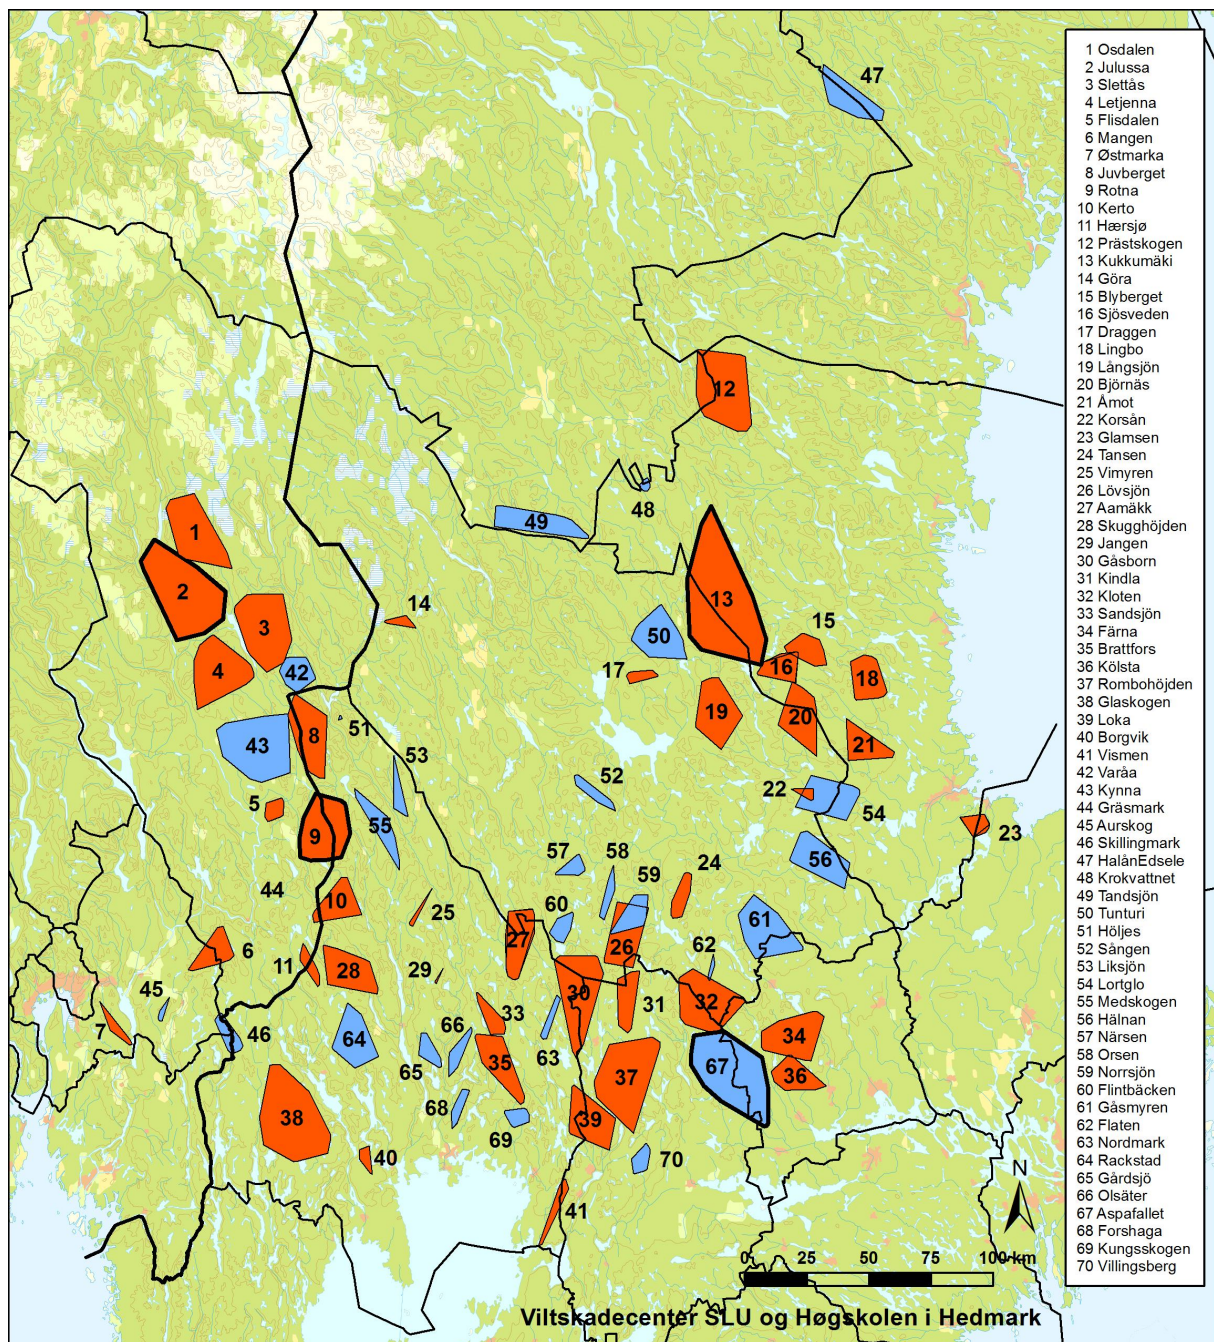 47
12
48
49
1
2
13
3
14
50
15
4
42
17
16
18
19
20
51
8
43
53
21
52
22
54
5
55
9
23
56
57
58
24
59
44
10
25
60
61
27
26
6
62
11
28
29
30
31
32
45
33
7
46
64
66
63
34
65
35
67
36
37
68
38
69
39
40
70
41
1 Osdalen
2 Julussa
3 Slettås
4 Letjenna
5 Flisdalen
6 Mangen
7 Østmarka
8 Juvberget
9 Rotna
10 Kerto
11 Hærsjø
12 Prästskogen
13 Kukkumäki
14 Göra
15 Blyberget
16 Sjösveden
17 Draggen
18 Lingbo
19 Långsjön
20 Björnäs
21 Åmot
22 Korsån
23 Glamsen
24 Tansen
25 Vimyren
26 Lövsjön
27 Aamäkk
28 Skugghöjden
29 Jangen
30 Gåsborn
31 Kindla
32 Kloten
33 Sandsjön
34 Färna
35 Brattfors
36 Kölsta
37 Rombohöjden
38 Glaskogen
39 Loka
40 Borgvik
41 Vismen
42 Varåa
43 Kynna
44 Gräsmark
45 Aurskog
46 Skillingmark
47 HalånEdsele
48 Krokvattnet
49 Tandsjön
50 Tunturi
51 Höljes
52 Sången
53 Liksjön
54 Lortglo
55 Medskogen
56 Hälnan
57 Närsen
58 Orsen
59 Norrsjön
60 Flintbäcken
61 Gåsmyren
62 Flaten
63 Nordmark
64 Rackstad
65 Gårdsjö
66 Olsäter
67 Aspafallet
68 Forshaga
69 Kungsskogen
70 Villingsberg
N
0 25 50 75 100 km
Viltskadecenter SLU og Høgskolen i Hedmark